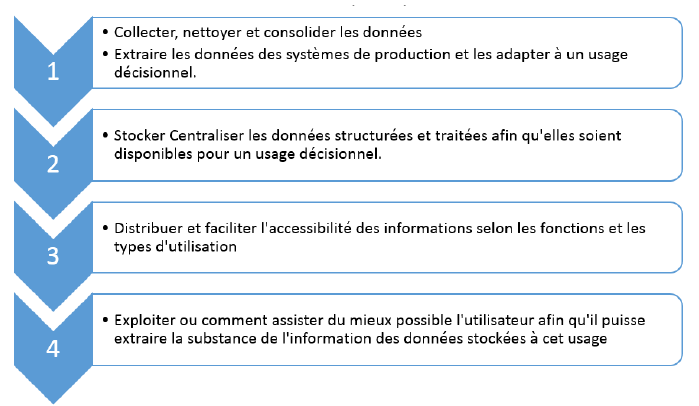 • Collecter, nettoyer et consolider les données
• Extraire les données des systèmes de production et les adapter à un usage
décisionnel.
1
• Stocker Centraliser les données structurées et traitées afin qu'elles soient
disponibles pour un usage décisionnel.
2
• Distribuer et faciliter l'accessibilité des informations selon les fonctions et les
types d'utilisation
3
• Exploiter ou comment assister du mieux possible l'utilisateur afin qu'il puisse
extraire la substance de l'information des données stockées à cet usage
4